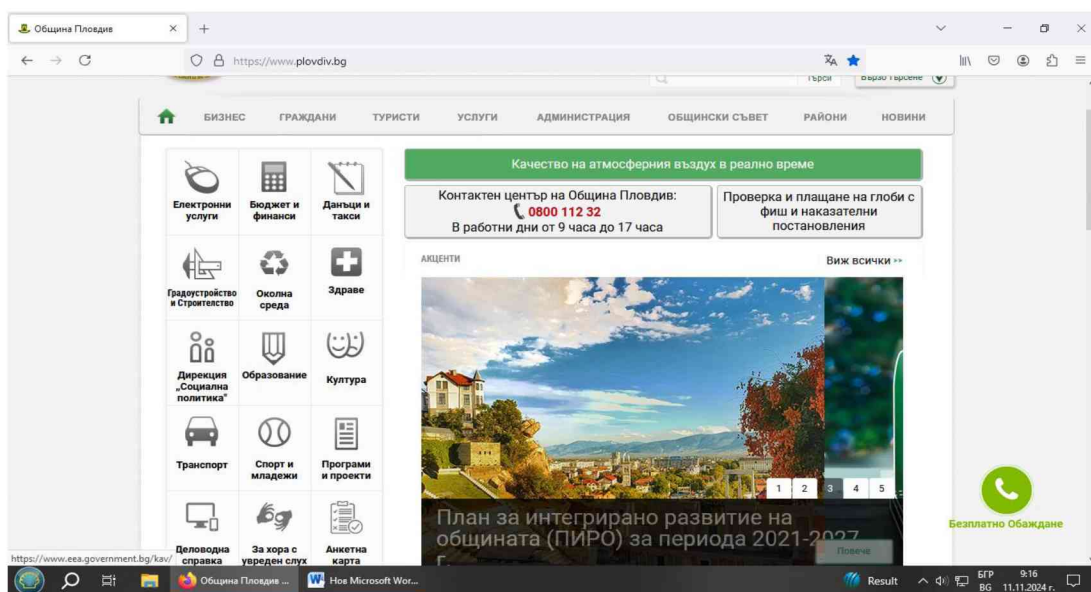 Община Пловдив
https://www.plovdiv.bg
Търси
Бързо търсене
БИЗНЕС ГРАЖДАНИ ТУРИСТИ УСЛУГИ АДМИНИСТРАЦИЯ ОБЩИНСКИ СЪВЕТ РАЙОНИ НОВИНИ
Електронни
услуги
Бюджет и
финанси
Данъци и
такси
Качество на атмосферния въздух в реално време
Контактен център на Община Пловдив:
0800 112 32
В работни дни от 9 часа до 17 часа
Проверка и плащане на глоби с
фиш и наказателни
постановления
АКЦЕНТИ
Виж всички >>
Градоустройство
и Строителство
Околна
среда
Здраве
Дирекция
„Социална
политика"
Образование
Култура
Транспорт
Спорт и
младежи
Програми
и проекти
1 2 3 4 5
План за интегрирано развитие на
общината (ПИРО) за периода 2021-2027
Повече
Безплатно Обаждане
Деловодна
справка
За хора с
увреден слух
Анкетна
карта
https://www.eea.government.bg/kav/
Община Пловдив ...
Нов Microsoft Wor...
Result
БГР
BG
9:16
11.11.2024 г.